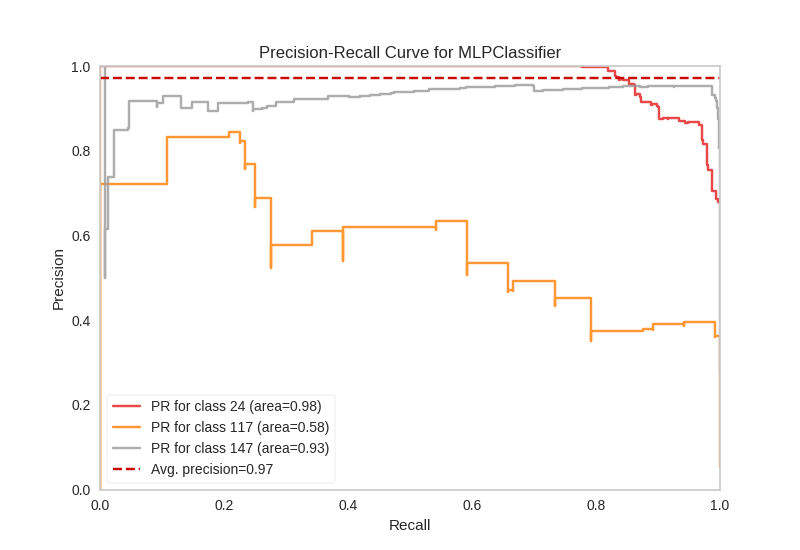 Precision-Recall Curve for MLPClassifier
1.0
0.8
0.6
0.4
0.2
0.0
Precision
PR for class 24 (area=0.98)
PR for class 117 (area=0.58)
PR for class 147 (area=0.93)
Avg. precision=0.97
0.0 0.2 0.4 0.6 0.8 1.0
Recall